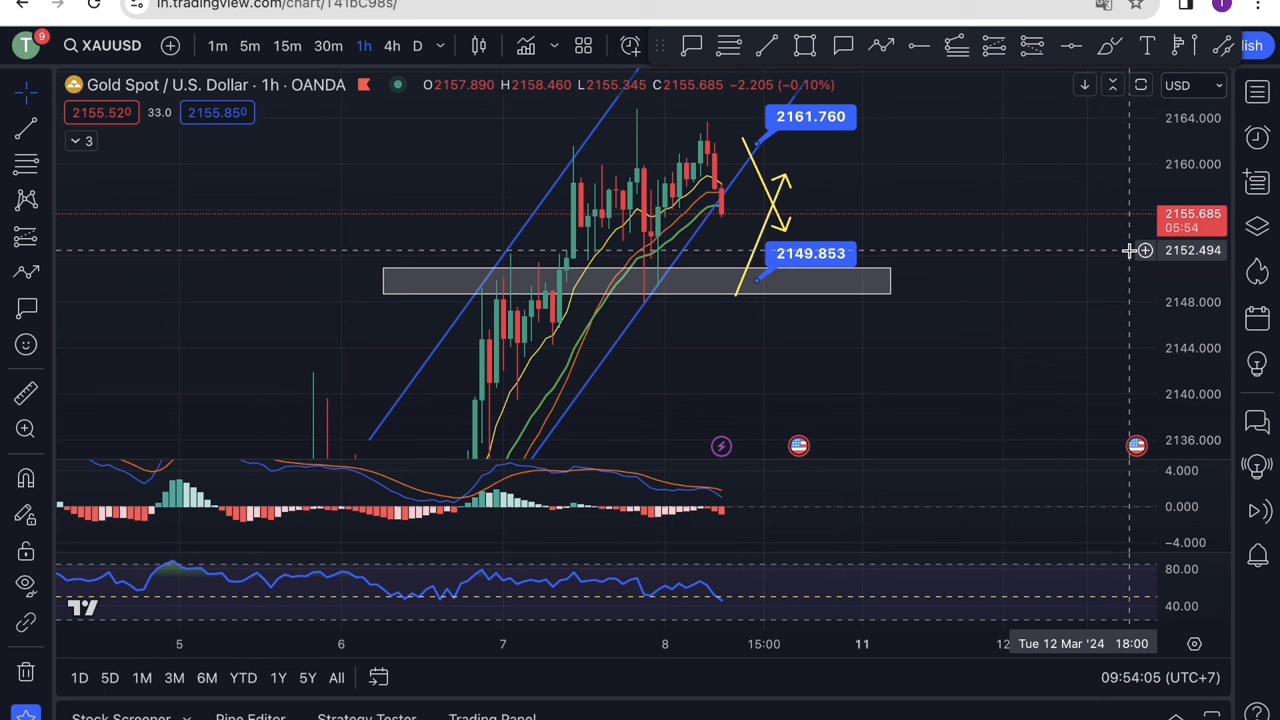 in.tradingview.com/chart/T41bC98s/
T
T
9
XAUUSD
1m 5m 15m 30m 1h 4h D
lish
Gold Spot / U.S. Dollar · 1h · OANDA
O2157.890 H2158.460 L2155.345 C2155.685 −2.205 (−0.10%)
USD
2155.520 33.0 2155.850
3
2161.760
2149.853
2164.000
2160.000
2155.685
05:54
2152.494
2148.000
2144.000
2140.000
2136.000
4.000
0.000
−4.000
80.00
40.00
5 6 7 8 15:00 11 12
Tue 12 Mar '24 18:00
1D 5D 1M 3M 6M YTD 1Y 5Y All
09:54:05 (UTC+7)
Stock Screener Pine Editor Strategy Tester Trading Panel